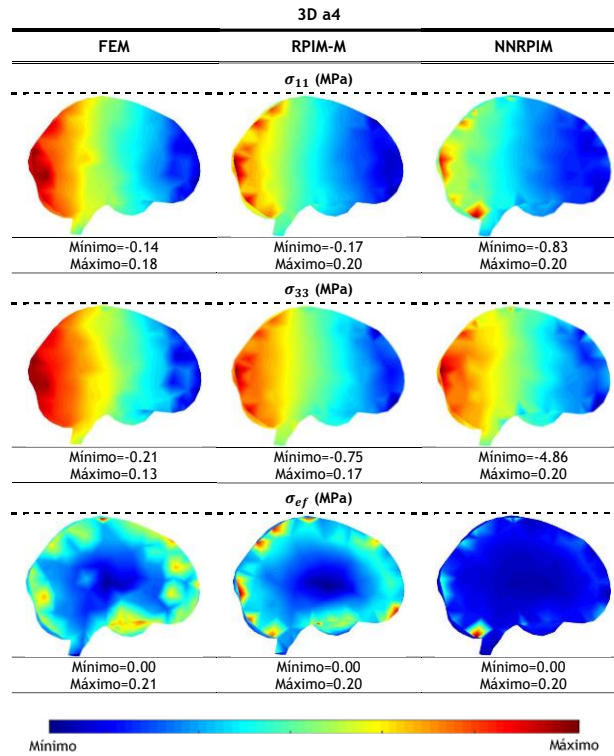 3D a4
FEM RPIM-M NNRPIM
σ11 (MPa)
Mínimo=-0.14 Mínimo=-0.17 Mínimo=-0.83
Máximo=0.18 Máximo=0.20 Máximo=0.20
σ33 (MPa)
Mínimo=-0.21 Mínimo=-0.75 Mínimo=-4.86
Máximo=0.13 Máximo=0.17 Máximo=0.20
σef (MPa)
Mínimo=0.00 Mínimo=0.00 Mínimo=0.00
Máximo=0.21 Máximo=0.20 Máximo=0.20
Mínimo Máximo